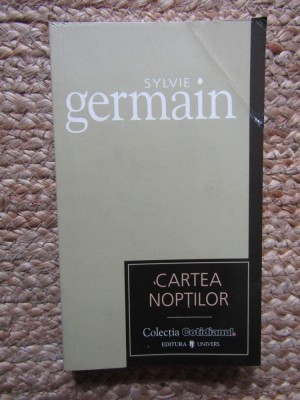 SYLVIE
germain
CARTEA
NOPȚILOR
Colecția Cotidianul
EDITURA UNIVERS